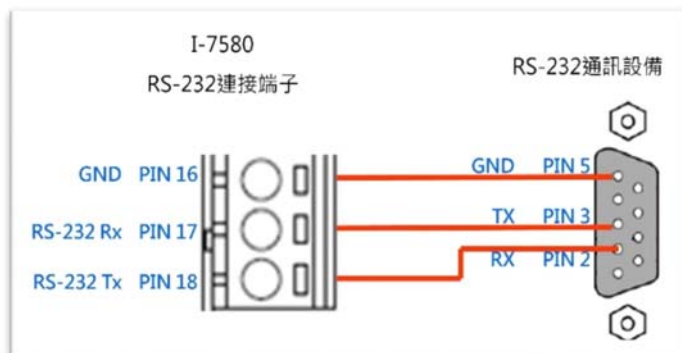 I-7580
RS-232連接端子
RS-232通訊設備
GND PIN 16
GND PIN 5
RS-232 Rx PIN 17
TX PIN 3
RS-232 Tx PIN 18
RX PIN 2